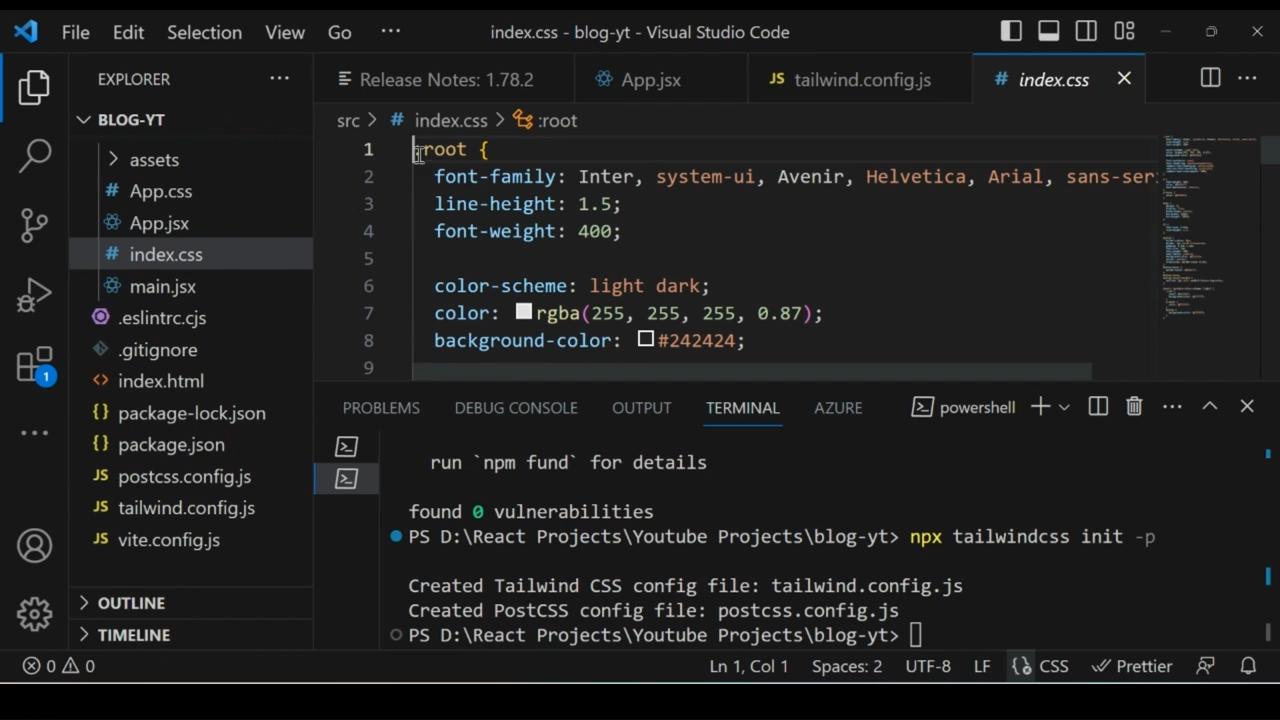 File Edit Selection View Go ··· index.css - blog-yt - Visual Studio Code
EXPLORER ···
Release Notes: 1.78.2 App.jsx JS tailwind.config.js # index.css
BLOG-YT
src > # index.css > :root
assets
# App.css
App.jsx
# index.css
main.jsx
.eslintrc.cjs
.gitignore
index.html
{} package-lock.json
{} package.json
JS postcss.config.js
JS tailwind.config.js
JS vite.config.js
OUTLINE
TIMELINE
1
1 :root {
2 font-family: Inter, system-ui, Avenir, Helvetica, Arial, sans-ser
3 line-height: 1.5;
4 font-weight: 400;
5
6 color-scheme: light dark;
7 color: rgba(255, 255, 255, 0.87);
8 background-color: #242424;
9
PROBLEMS DEBUG CONSOLE OUTPUT TERMINAL AZURE powershell
run `npm fund` for details
found 0 vulnerabilities
PS D:\React Projects\Youtube Projects\blog-yt> npx tailwindcss init -p
Created Tailwind CSS config file: tailwind.config.js
Created PostCSS config file: postcss.config.js
PS D:\React Projects\Youtube Projects\blog-yt>
0 0 Ln 1, Col 1 Spaces: 2 UTF-8 LF CSS Prettier